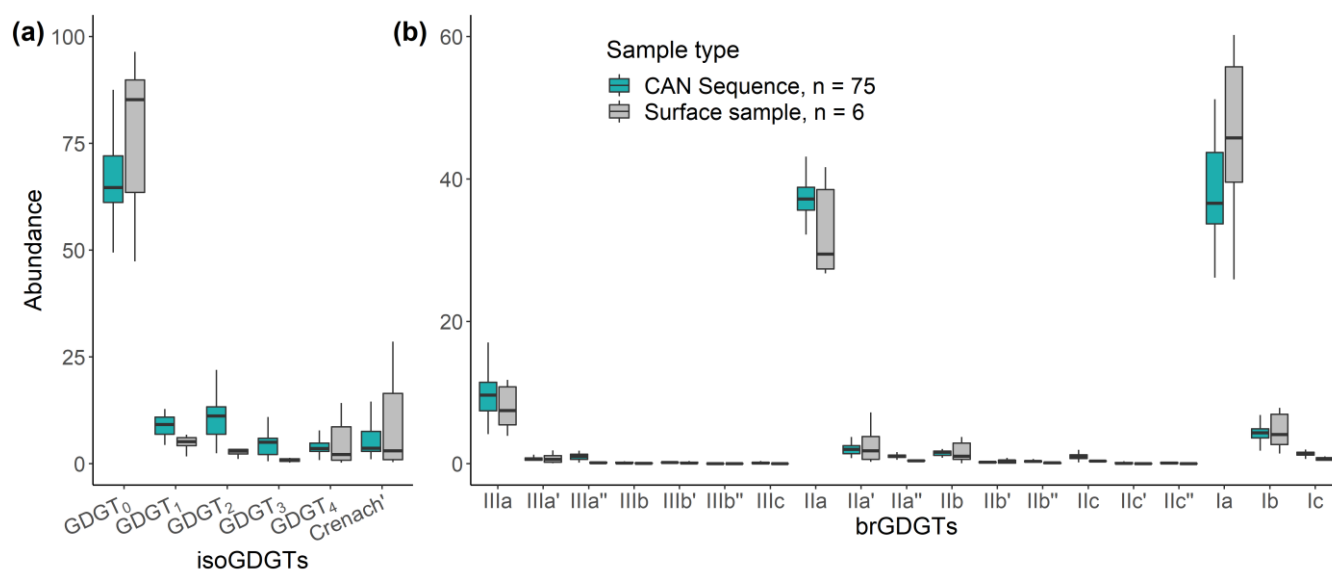 (a)
100
75
50
25
0
Abundance
GDGT₀
GDGT₁
GDGT₂
GDGT₃
GDGT₄
Crenach'
isoGDGTs
(b)
60
40
20
0
Sample type
CAN Sequence, n = 75
Surface sample, n = 6
IIIa IIIa' IIIa" IIIb IIIb' IIIb" IIIc IIa IIa' IIa" IIb IIb' IIb" IIc IIc' IIc" Ia Ib Ic
brGDGTs